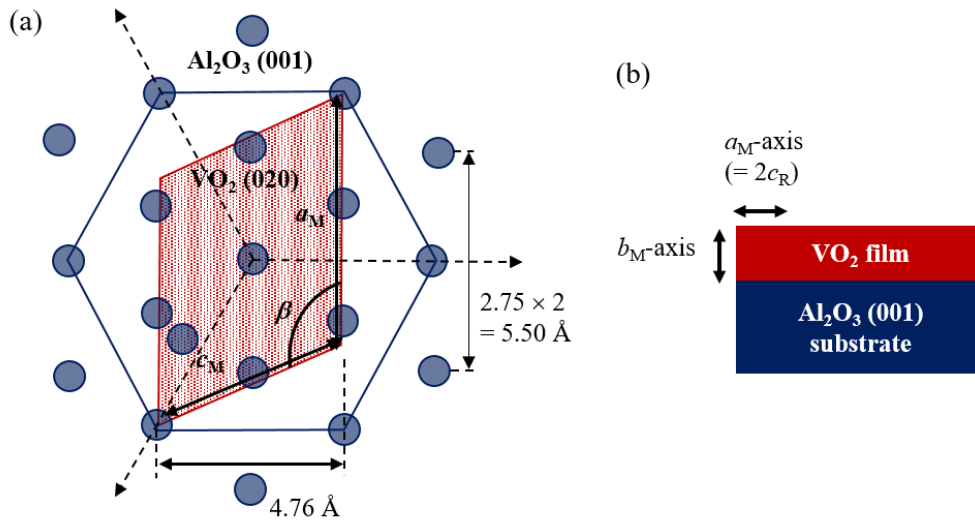 (a)
Al₂O₃ (001)
VO₂ (020)
aM
β
cM
2.75 × 2
= 5.50 Å
4.76 Å
(b)
aM-axis
(= 2cR)
bM-axis
VO₂ film
Al₂O₃ (001)
substrate